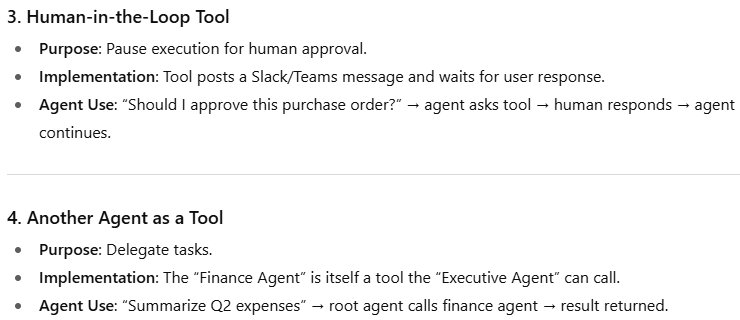 3. Human-in-the-Loop Tool
• Purpose: Pause execution for human approval.
• Implementation: Tool posts a Slack/Teams message and waits for user response.
• Agent Use: “Should I approve this purchase order?” → agent asks tool → human responds → agent
continues.
4. Another Agent as a Tool
• Purpose: Delegate tasks.
• Implementation: The “Finance Agent” is itself a tool the “Executive Agent” can call.
• Agent Use: “Summarize Q2 expenses” → root agent calls finance agent → result returned.